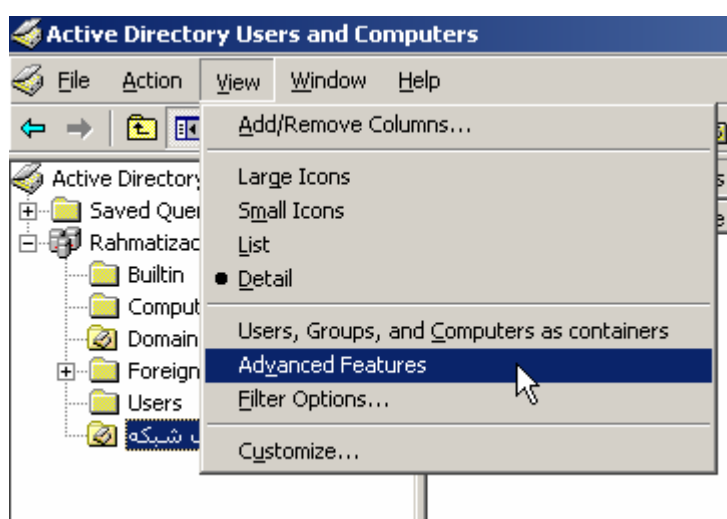 Active Directory Users and Computers
File Action View Window Help
Add/Remove Columns...
Active Directory
Large Icons
Saved Quer
Small Icons
Rahmatizad
List
Builtin
Detail
Comput
Users, Groups, and Computers as containers
Domain
Advanced Features
Foreign
Filter Options...
Users
شبکه
Customize...